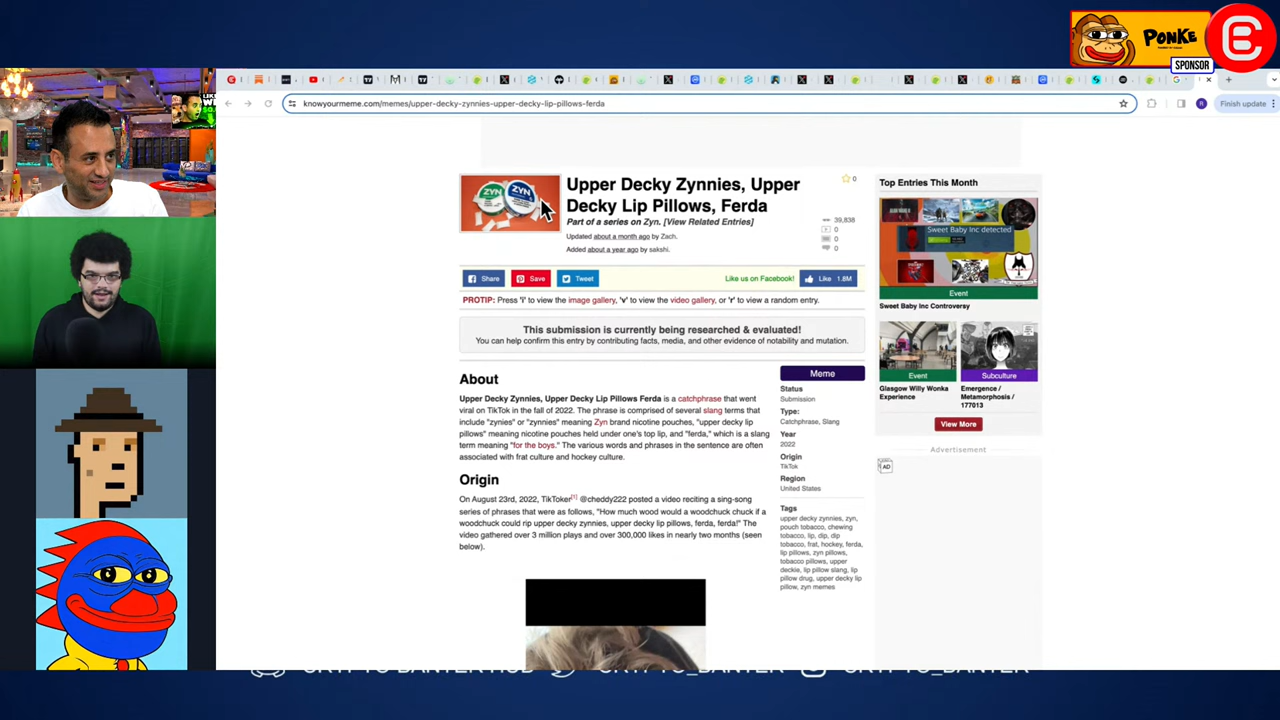 PONKE
SPONSOR
knowyourmeme.com/memes/upper-decky-zynnies-upper-decky-lip-pillows-ferda
Finish update
ZYN
ZYN
Upper Decky Zynnies, Upper
Decky Lip Pillows, Ferda
Part of a series on Zyn. [View Related Entries]
Updated about a month ago by Zach.
Added about a year ago by sakshi.
0
39,838
0
0
0
Share
Save
Tweet
Like us on Facebook!
Like 1.8M
PROTIP: Press 'i' to view the image gallery, 'v' to view the video gallery, or 'r' to view a random entry.
This submission is currently being researched & evaluated!
You can help confirm this entry by contributing facts, media, and other evidence of notability and mutation.
About
Upper Decky Zynnies, Upper Decky Lip Pillows Ferda is a catchphrase that went
viral on TikTok in the fall of 2022. The phrase is comprised of several slang terms that
include "zynies" or "zynnies" meaning Zyn brand nicotine pouches, "upper decky lip
pillows" meaning nicotine pouches held under one's top lip, and "ferda," which is a slang
term meaning "for the boys." The various words and phrases in the sentence are often
associated with frat culture and hockey culture.
Origin
On August 23rd, 2022, TikToker[1] @cheddy222 posted a video reciting a sing-song
series of phrases that were as follows, "How much wood would a woodchuck chuck if a
woodchuck could rip upper decky zynnies, upper decky lip pillows, ferda, ferda!" The
video gathered over 3 million plays and over 300,000 likes in nearly two months (seen
below).
Meme
Status
Submission
Type:
Catchphrase, Slang
Year
2022
Origin
TikTok
Region
United States
Tags
upper decky zynnies, zyn,
pouch tobacco, chewing
tobacco, lip, dip, dip
tobacco, frat, hockey, ferda,
lip pillows, zyn pillows,
tobacco pillows, upper
deckie, lip pillow slang, lip
pillow drug, upper decky lip
pillow, zyn memes
Top Entries This Month
Sweet Baby Inc detected
Event
Sweet Baby Inc Controversy
Event
Glasgow Willy Wonka
Experience
Subculture
Emergence /
Metamorphosis /
177013
View More
Advertisement
AD
CRYPTO BANTER HUB
CRYPTO_BANTER
CRYPTO_BANTER